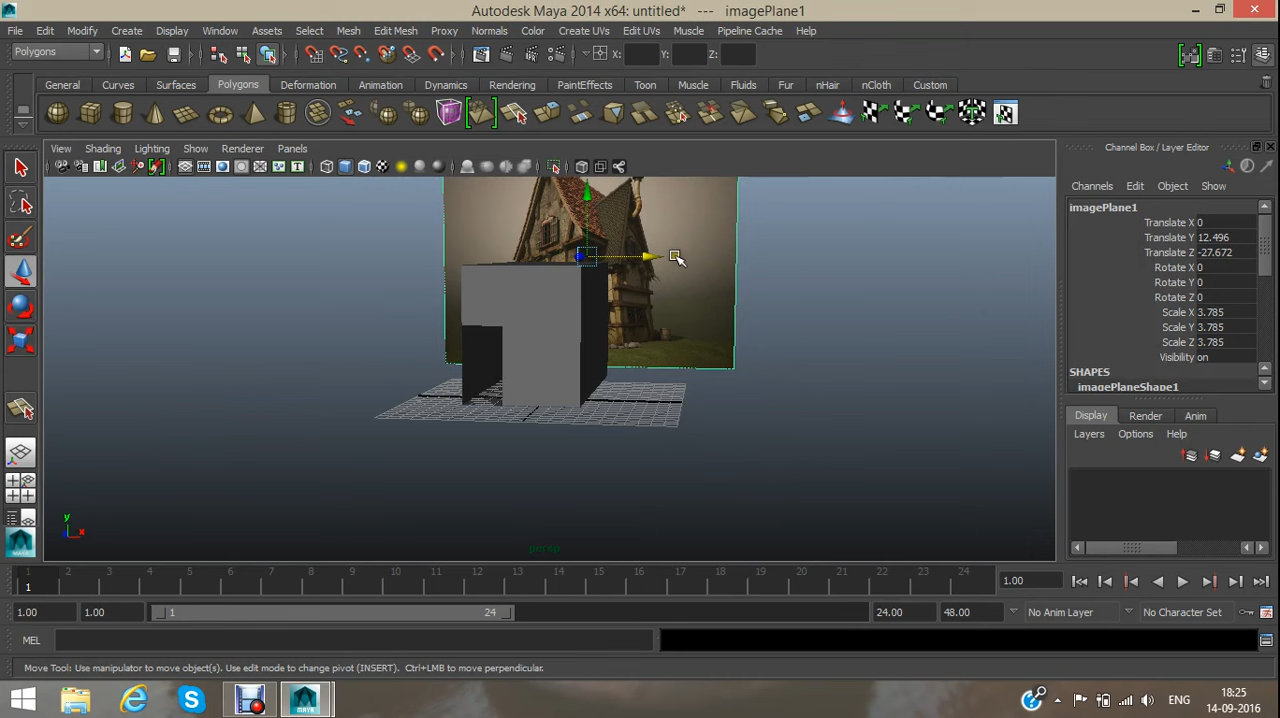 Autodesk Maya 2014 x64: untitled* --- imagePlane1
File Edit Modify Create Display Window Assets Select Mesh Edit Mesh Proxy Normals Color Create UVs Edit UVs Muscle Pipeline Cache Help
Polygons X: Y: Z:
General Curves Surfaces Polygons Deformation Animation Dynamics Rendering PaintEffects Toon Muscle Fluids Fur nHair nCloth Custom
View Shading Lighting Show Renderer Panels
Channel Box / Layer Editor
Channels Edit Object Show
imagePlane1
Translate X 0
Translate Y 12.496
Translate Z -27.672
Rotate X 0
Rotate Y 0
Rotate Z 0
Scale X 3.785
Scale Y 3.785
Scale Z 3.785
Visibility on
SHAPES
imagePlaneShape1
Display Render Anim
Layers Options Help
y
x
persp
1 2 3 4 5 6 7 8 9 10 11 12 13 14 15 16 17 18 19 20 21 22 23 24
1 1.00
1.00 1.00 1 24 24.00 48.00 No Anim Layer No Character Set
MEL
Move Tool: Use manipulator to move object(s). Use edit mode to change pivot (INSERT). Ctrl+LMB to move perpendicular.
ENG 18:25
14-09-2016